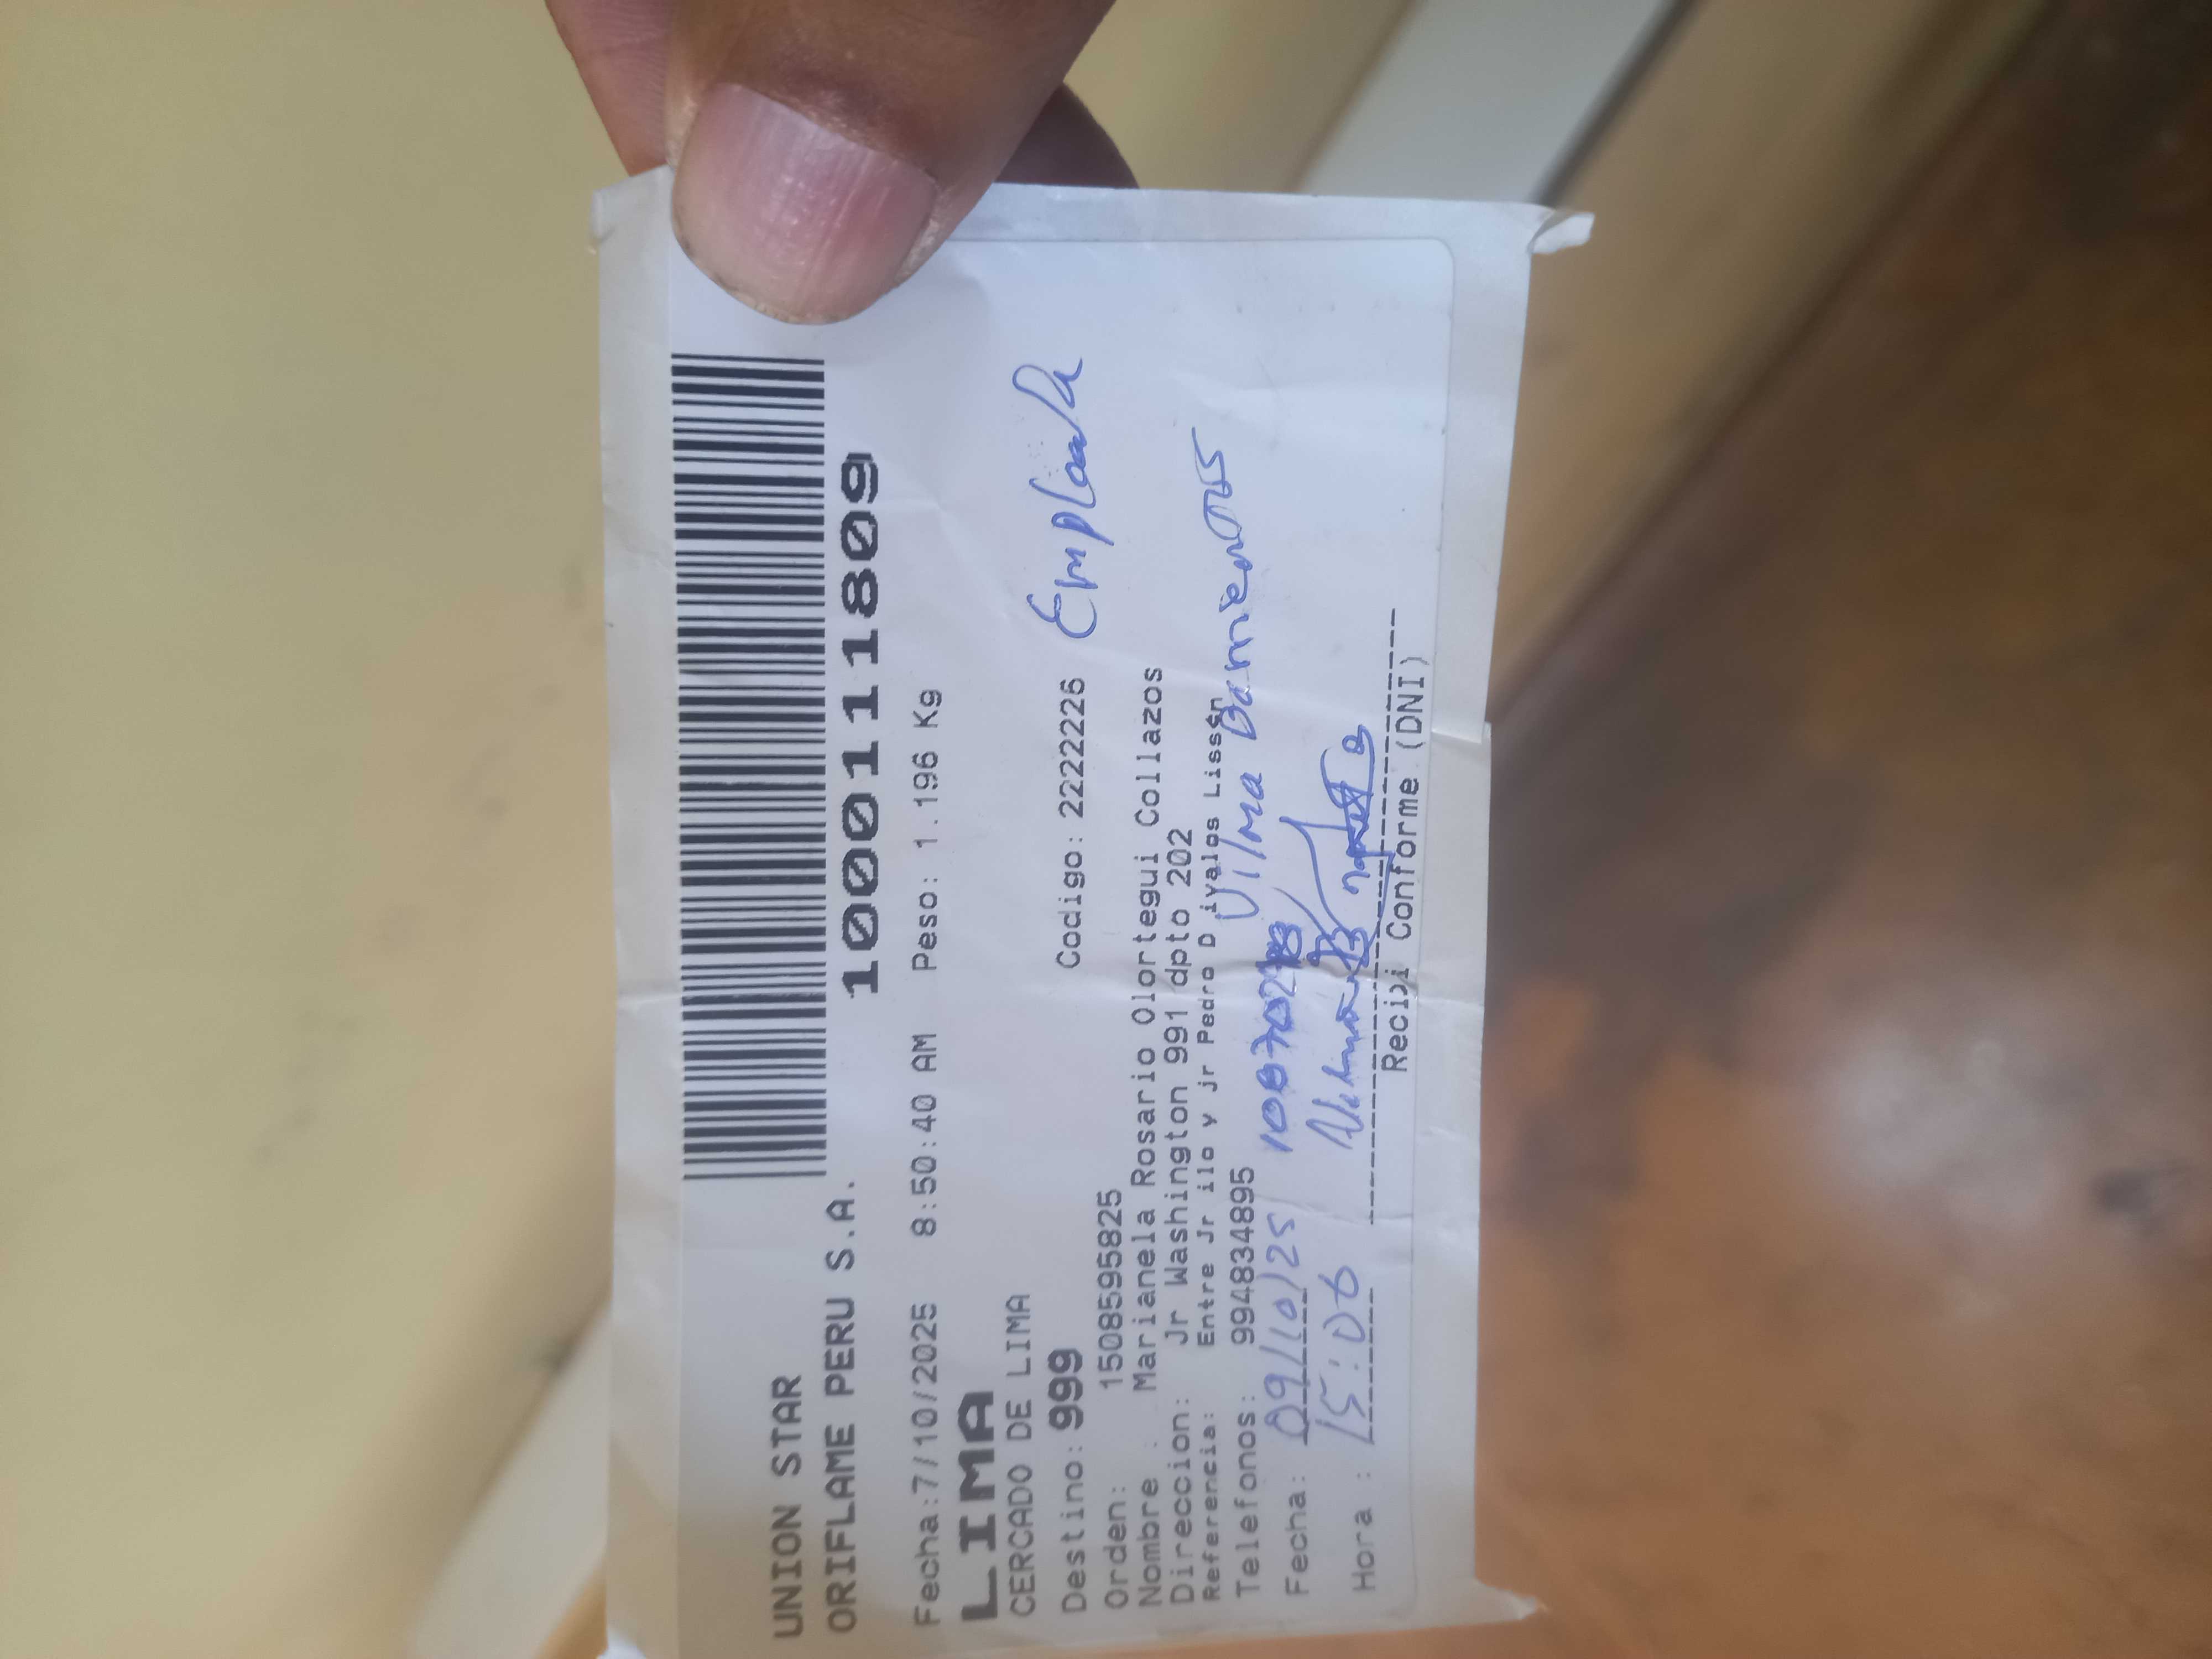 UNION STAR
ORIFLAME PERU S.A.
1000111809
Fecha:7/10/2025 8:50:40 AM Peso: 1.196 Kg
LIMA
CERCADO DE LIMA
Destino: 999 Codigo: 2222226
Orden: 1508595825
Nombre : Marianela Rosario Olortegui Collazos
Direccion: Jr Washington 991 dpto 202
Referencia: Entre Jr ilo y jr Pedro D ivalos Lissén
Telefonos: 994834895 Vilma
Fecha: 09/10/25
Hora : 15:06
Recibi Conforme (DNI)